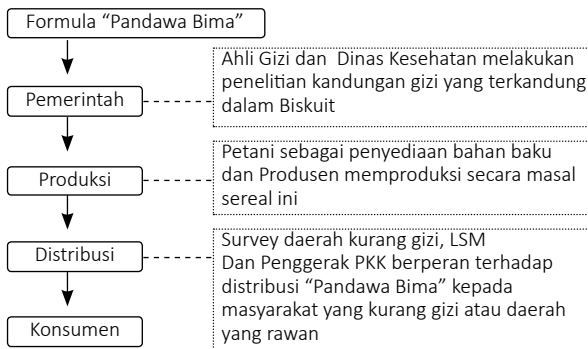 Formula “Pandawa Bima”
Ahli Gizi dan Dinas Kesehatan melakukan
penelitian kandungan gizi yang terkandung
dalam Biskuit
Pemerintah
Petani sebagai penyediaan bahan baku
dan Produsen memproduksi secara masal
sereal ini
Produksi
Survey daerah kurang gizi, LSM
Dan Penggerak PKK berperan terhadap
distribusi “Pandawa Bima” kepada
masyarakat yang kurang gizi atau daerah
yang rawan
Distribusi
Konsumen